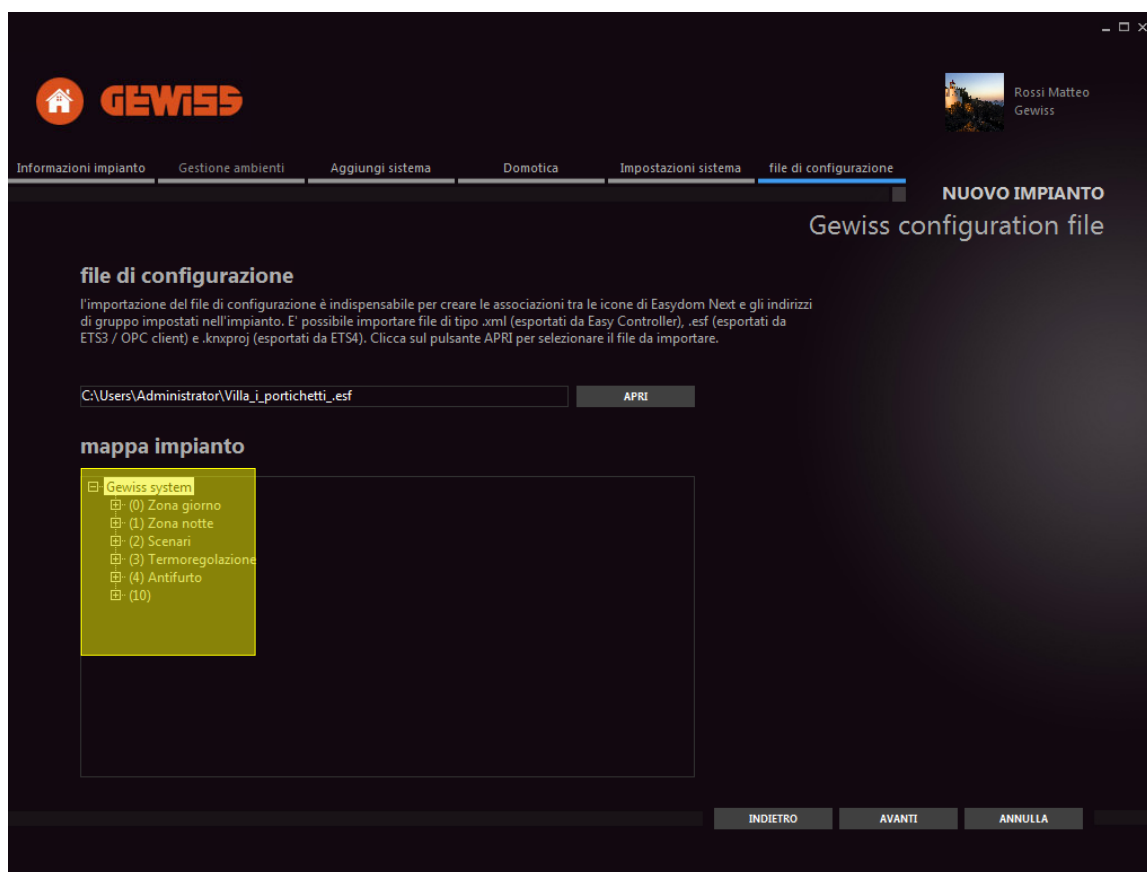 GEWISS
Rossi Matteo
Gewiss
Informazioni impianto
Gestione ambienti
Aggiungi sistema
Domotica
Impostazioni sistema
file di configurazione
NUOVO IMPIANTO
Gewiss configuration file
file di configurazione
l'importazione del file di configurazione è indispensabile per creare le associazioni tra le icone di Easydom Next e gli indirizzi
di gruppo impostati nell'impianto. E' possibile importare file di tipo .xml (esportati da Easy Controller), .esf (esportati da
ETS3 / OPC client) e .knxproj (esportati da ETS4). Clicca sul pulsante APRI per selezionare il file da importare.
C:\Users\Administrator\Villa_i_portichetti_.esf
APRI
mappa impianto
Gewiss system
(0) Zona giorno
(1) Zona notte
(2) Scenari
(3) Termoregolazione
(4) Antifurto
(10)
INDIETRO
AVANTI
ANNULLA